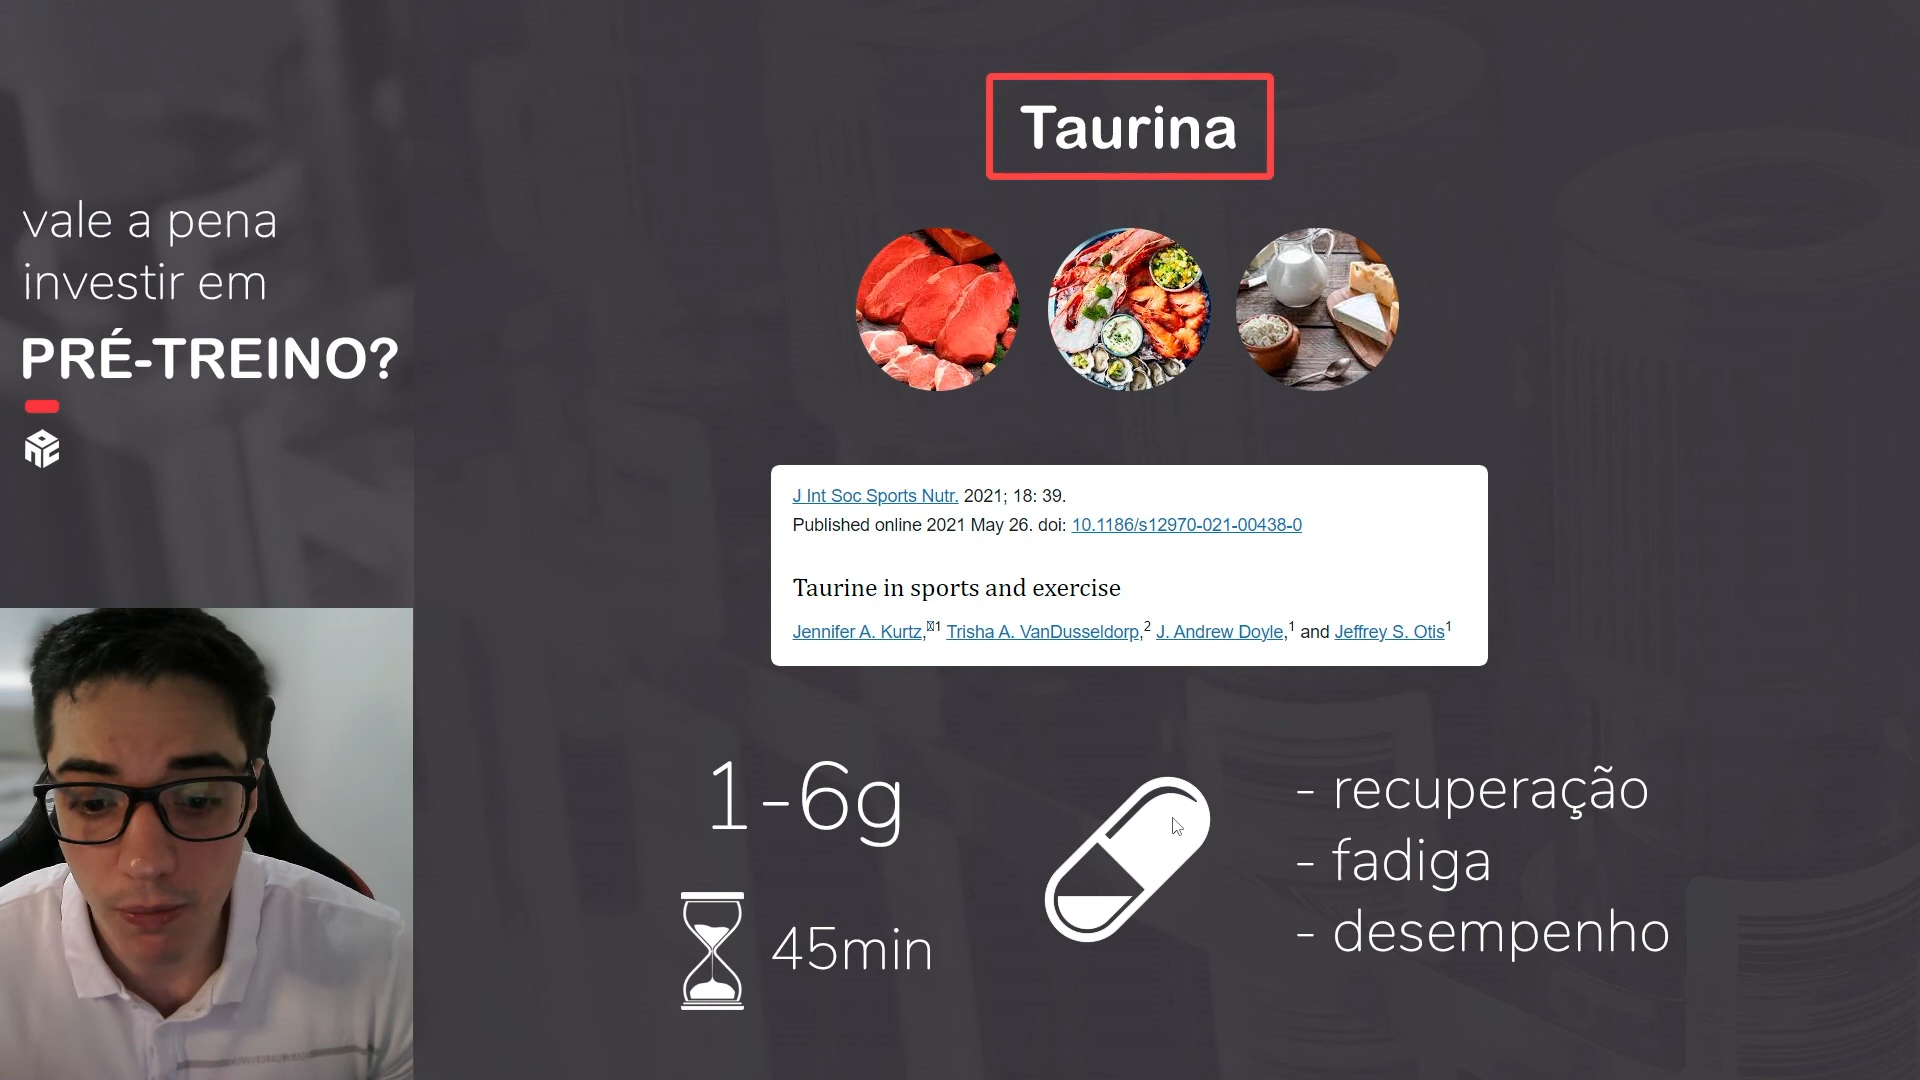 vale a pena
investir em
PRÉ-TREINO?
Taurina
J Int Soc Sports Nutr. 2021; 18: 39.
Published online 2021 May 26. doi: 10.1186/s12970-021-00438-0
Taurine in sports and exercise
Jennifer A. Kurtz,1 Trisha A. VanDusseldorp,2 J. Andrew Doyle,1 and Jeffrey S. Otis1
1-6g
45min
- recuperação
- fadiga
- desempenho